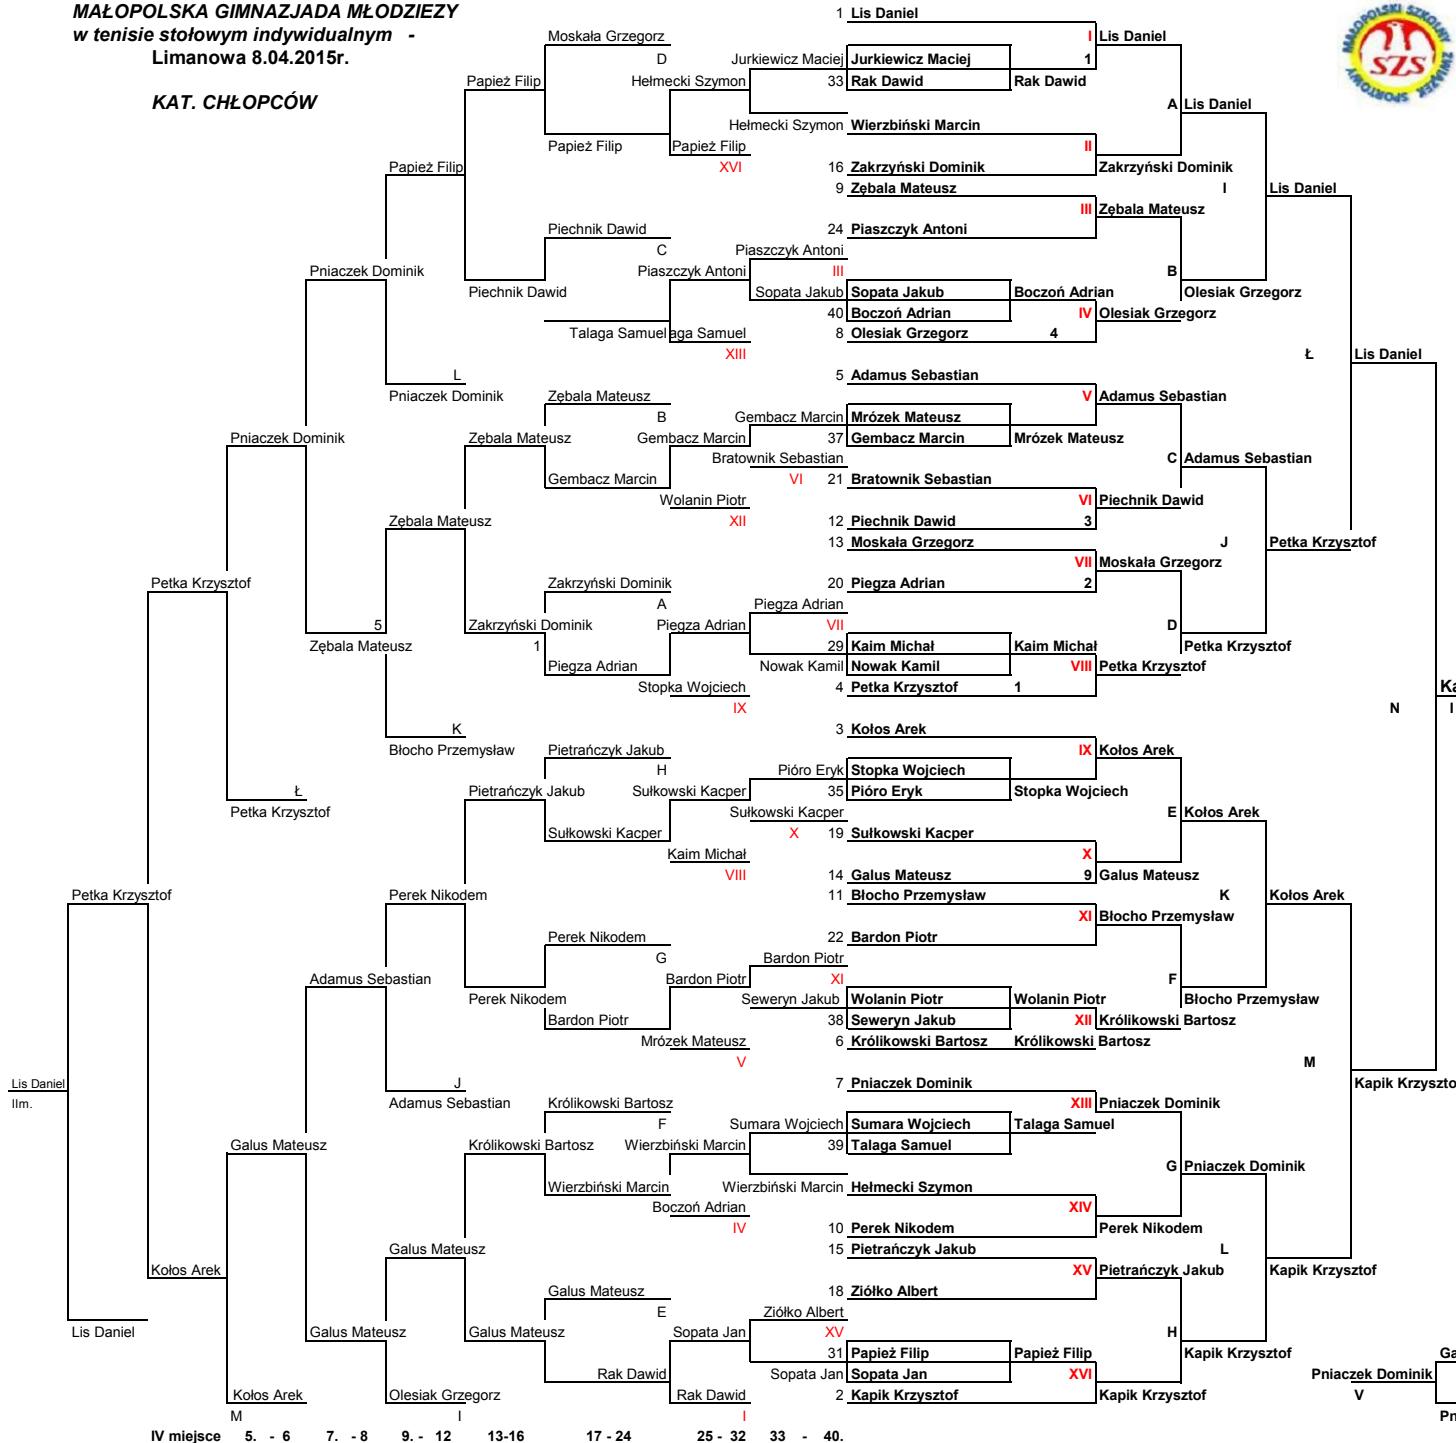 MAŁOPOLSKA GIMNAZJADA MŁODZIEZY
w tenisie stołowym indywidualnym -
Limanowa 8.04.2015r.
KAT. CHŁOPCÓW
MAŁOPOLSKI SZKOLNY ZWIĄZEK SPORTOWY
SZS
1 Lis Daniel
Moskała Grzegorz I Lis Daniel
D Jurkiewicz Maciej Jurkiewicz Maciej 1
Papież Filip Hełmecki Szymon 33 Rak Dawid Rak Dawid
A Lis Daniel
Hełmecki Szymon Wierzbiński Marcin
Papież Filip Papież Filip II
Papież Filip XVI 16 Zakrzyński Dominik Zakrzyński Dominik
9 Zębala Mateusz I Lis Daniel
III Zębala Mateusz
Piechnik Dawid 24 Piaszczyk Antoni
C Piaszczyk Antoni
Pniaczek Dominik Piaszczyk Antoni III B
Piechnik Dawid Sopata Jakub Sopata Jakub Boczoń Adrian Olesiak Grzegorz
40 Boczoń Adrian IV Olesiak Grzegorz
Talaga Samuel aga Samuel 8 Olesiak Grzegorz 4
XIII Ł Lis Daniel
L 5 Adamus Sebastian
Pniaczek Dominik Zębala Mateusz V Adamus Sebastian
B Gembacz Marcin Mrózek Mateusz
Pniaczek Dominik Zębala Mateusz Gembacz Marcin 37 Gembacz Marcin Mrózek Mateusz
Bratownik Sebastian C Adamus Sebastian
Gembacz Marcin VI 21 Bratownik Sebastian
Wolanin Piotr VI Piechnik Dawid
Zębala Mateusz XII 12 Piechnik Dawid 3
13 Moskała Grzegorz J Petka Krzysztof
VII Moskała Grzegorz
Petka Krzysztof Zakrzyński Dominik 20 Piegza Adrian 2
A Piegza Adrian
5 Zakrzyński Dominik Piegza Adrian VII D
Zębala Mateusz 1 29 Kaim Michał Kaim Michał Petka Krzysztof
Piegza Adrian Nowak Kamil Nowak Kamil VIII Petka Krzysztof
Stopka Wojciech 4 Petka Krzysztof 1 Ka
IX N I
K 3 Kołos Arek
Błocho Przemysław Pietrańczyk Jakub IX Kołos Arek
H Pióro Eryk Stopka Wojciech
Ł Pietrańczyk Jakub Sułkowski Kacper 35 Pióro Eryk Stopka Wojciech
Petka Krzysztof Sułkowski Kacper E Kołos Arek
Sułkowski Kacper X 19 Sułkowski Kacper
Kaim Michał X
VIII 14 Galus Mateusz 9 Galus Mateusz
Petka Krzysztof Perek Nikodem 11 Błocho Przemysław K Kołos Arek
XI Błocho Przemysław
Perek Nikodem 22 Bardon Piotr
G Bardon Piotr
Adamus Sebastian Bardon Piotr XI F
Perek Nikodem Seweryn Jakub Wolanin Piotr Wolanin Piotr Błocho Przemysław
Bardon Piotr 38 Seweryn Jakub XII Królikowski Bartosz
Mrózek Mateusz 6 Królikowski Bartosz Królikowski Bartosz
V M
Lis Daniel J 7 Pniaczek Dominik Kapik Krzyszto
IIm. Adamus Sebastian Królikowski Bartosz XIII Pniaczek Dominik
F Sumara Wojciech Sumara Wojciech Talaga Samuel
Galus Mateusz Królikowski Bartosz Wierzbiński Marcin 39 Talaga Samuel
G Pniaczek Dominik
Wierzbiński Marcin Wierzbiński Marcin Hełmecki Szymon
Boczoń Adrian XIV
IV 10 Perek Nikodem Perek Nikodem
Galus Mateusz 15 Pietrańczyk Jakub L
Kołos Arek XV Pietrańczyk Jakub Kapik Krzysztof
Galus Mateusz 18 Ziółko Albert
E Ziółko Albert
Lis Daniel Galus Mateusz Galus Mateusz Sopata Jan XV H
31 Papież Filip Papież Filip Kapik Krzysztof Ga
Rak Dawid Sopata Jan Sopata Jan XVI Pniaczek Dominik
Kołos Arek Olesiak Grzegorz Rak Dawid 2 Kapik Krzysztof Kapik Krzysztof V
M I I Pn
IV miejsce 5. - 6 7. - 8 9. - 12 13-16 17 - 24 25 - 32 33 - 40.